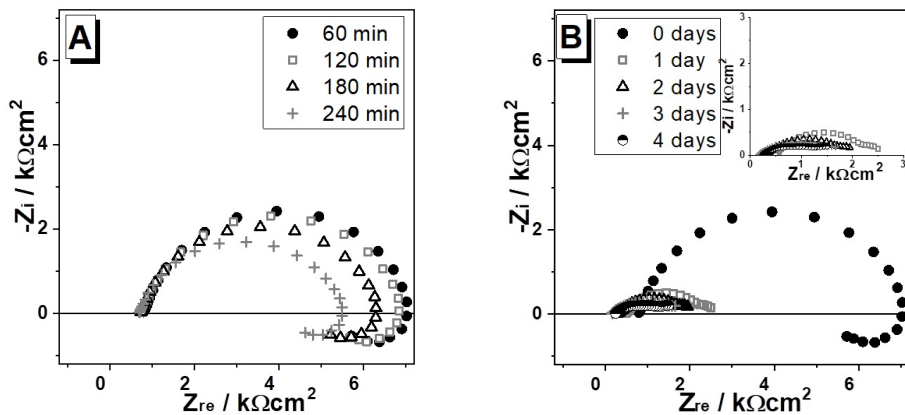 A
60 min
120 min
180 min
240 min
6
4
2
0
-Zi / kΩcm²
0 2 4 6
Zre / kΩcm²
B
0 days
1 day
2 days
3 days
4 days
6
4
2
0
-Zi / kΩcm²
0 2 4 6
Zre / kΩcm²
3
2
1
0
-Zi / kΩcm²
0 1 2 3
Zre / kΩcm²